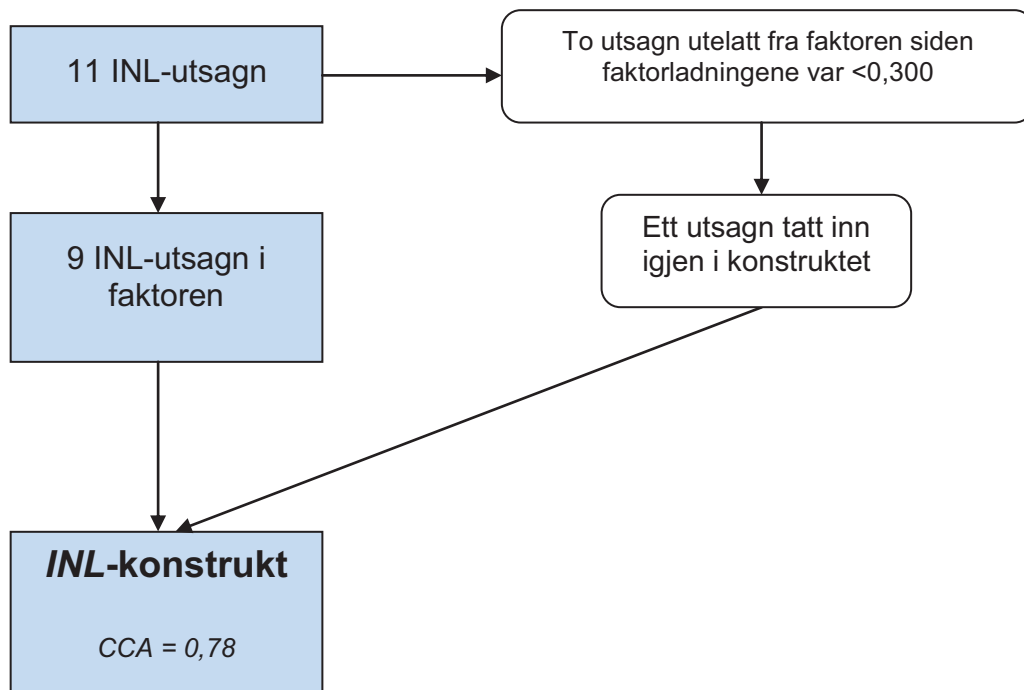 11 INL-utsagn
To utsagn utelatt fra faktoren siden
faktorladningene var <0,300
9 INL-utsagn i
faktoren
Ett utsagn tatt inn
igjen i konstruktet
INL-konstrukt
CCA = 0,78